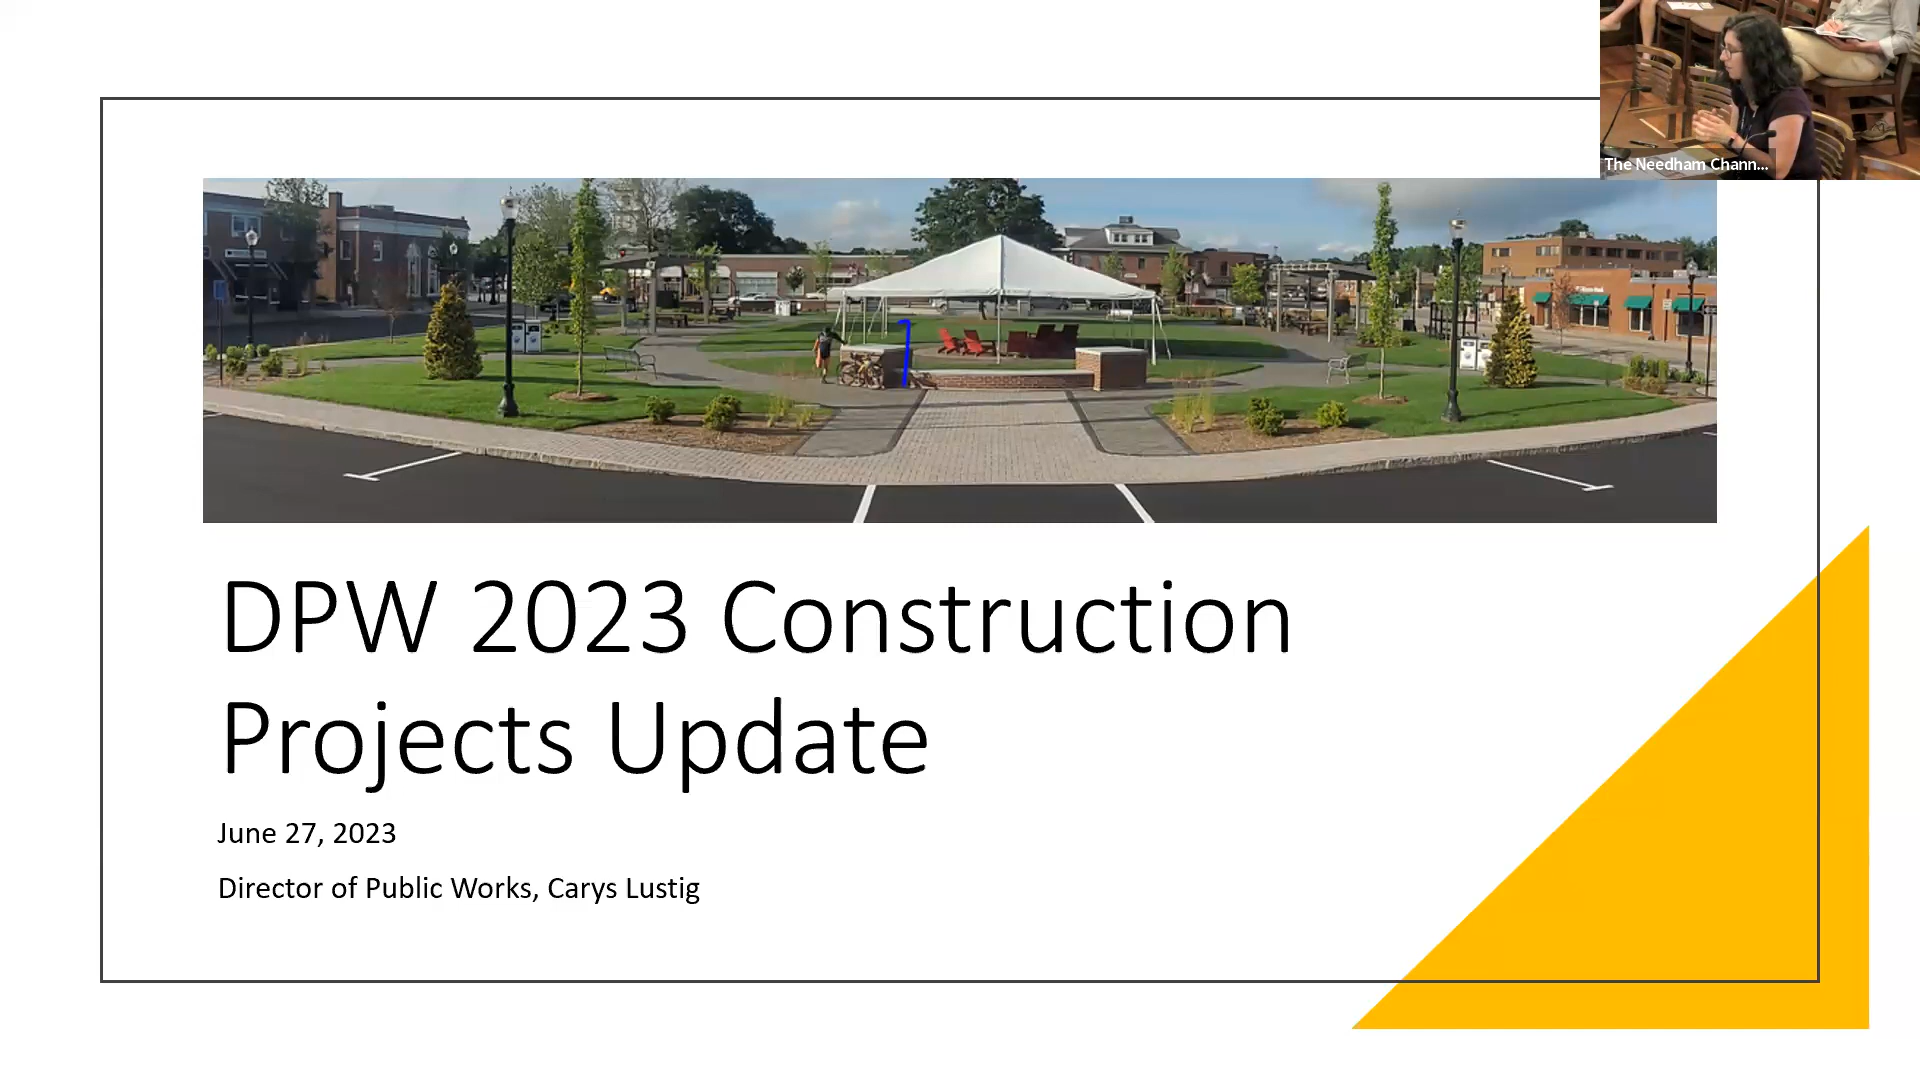 The Needham Chann...
DPW 2023 Construction
Projects Update
June 27, 2023
Director of Public Works, Carys Lustig